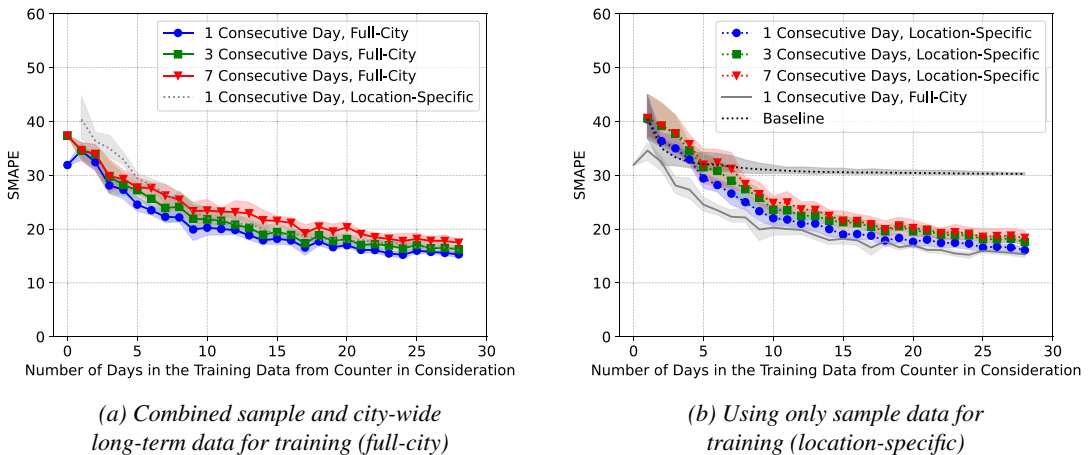 60
50
40
30
20
10
0
SMAPE
1 Consecutive Day, Full-City
3 Consecutive Days, Full-City
7 Consecutive Days, Full-City
1 Consecutive Day, Location-Specific
0 5 10 15 20 25 30
Number of Days in the Training Data from Counter in Consideration
(a) Combined sample and city-wide
long-term data for training (full-city)
60
50
40
30
20
10
0
SMAPE
1 Consecutive Day, Location-Specific
3 Consecutive Days, Location-Specific
7 Consecutive Days, Location-Specific
1 Consecutive Day, Full-City
Baseline
0 5 10 15 20 25 30
Number of Days in the Training Data from Counter in Consideration
(b) Using only sample data for
training (location-specific)